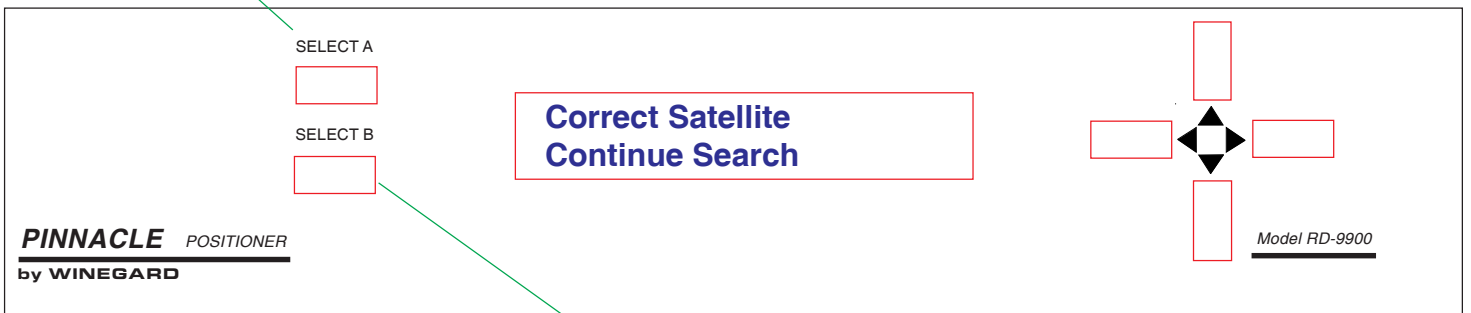 SELECT A
SELECT B
Correct Satellite
Continue Search
PINNACLE POSITIONER
by WINEGARD
Model RD-9900